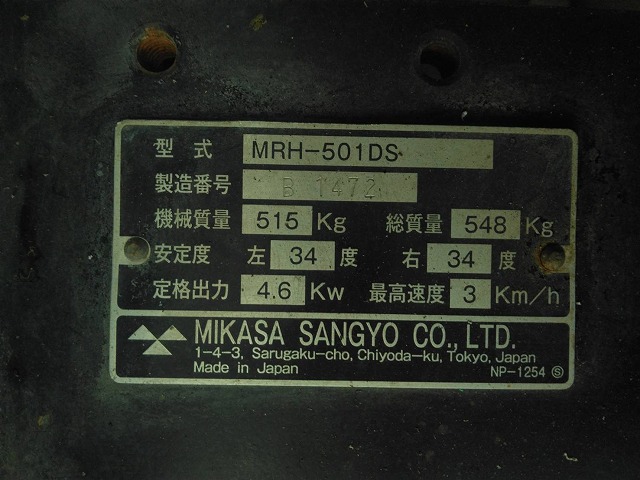 型式 MRH-501DS
製造番号 B 1472
機械質量 515 Kg 総質量 548 Kg
安定度 左 34 度 右 34 度
定格出力 4.6 Kw 最高速度 3 Km/h
MIKASA SANGYO CO., LTD.
1-4-3, Sarugaku-cho, Chiyoda-ku, Tokyo, Japan
Made in Japan NP-1254 Ⓢ